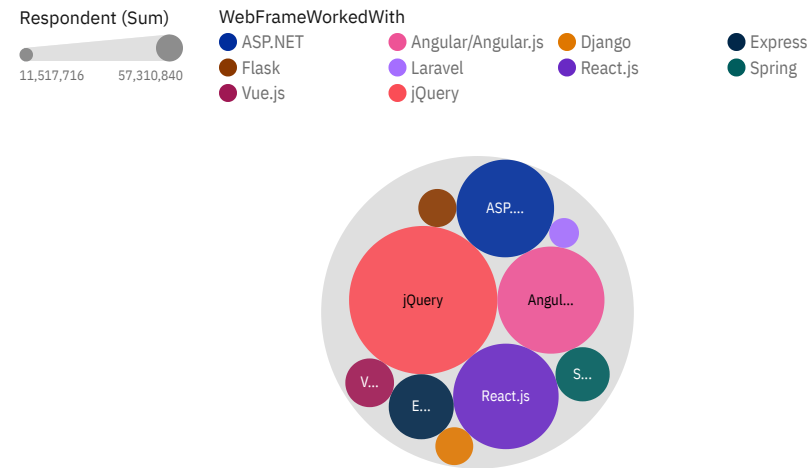 Respondent (Sum)
11,517,716 57,310,840
WebFrameWorkedWith
ASP.NET Angular/Angular.js Django Express
Flask Laravel React.js Spring
Vue.js jQuery
ASP....
jQuery Angul...
S...
V...
React.js
E...